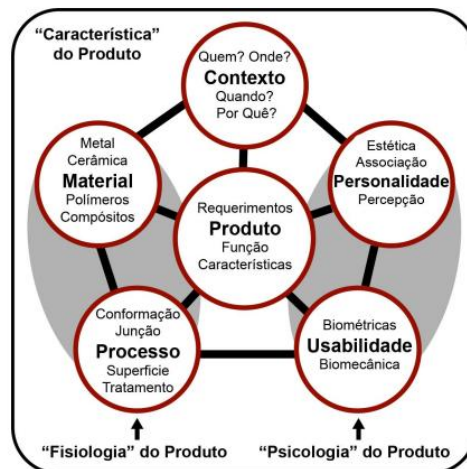 “Característica”
do Produto
Quem? Onde?
Contexto
Quando?
Por Quê?
Metal
Cerâmica
Material
Polímeros
Compósitos
Estética
Associação
Personalidade
Percepção
Requerimentos
Produto
Função
Características
Conformação
Junção
Processo
Superficie
Tratamento
Biométricas
Usabilidade
Biomecânica
“Fisiologia” do Produto
“Psicologia” do Produto